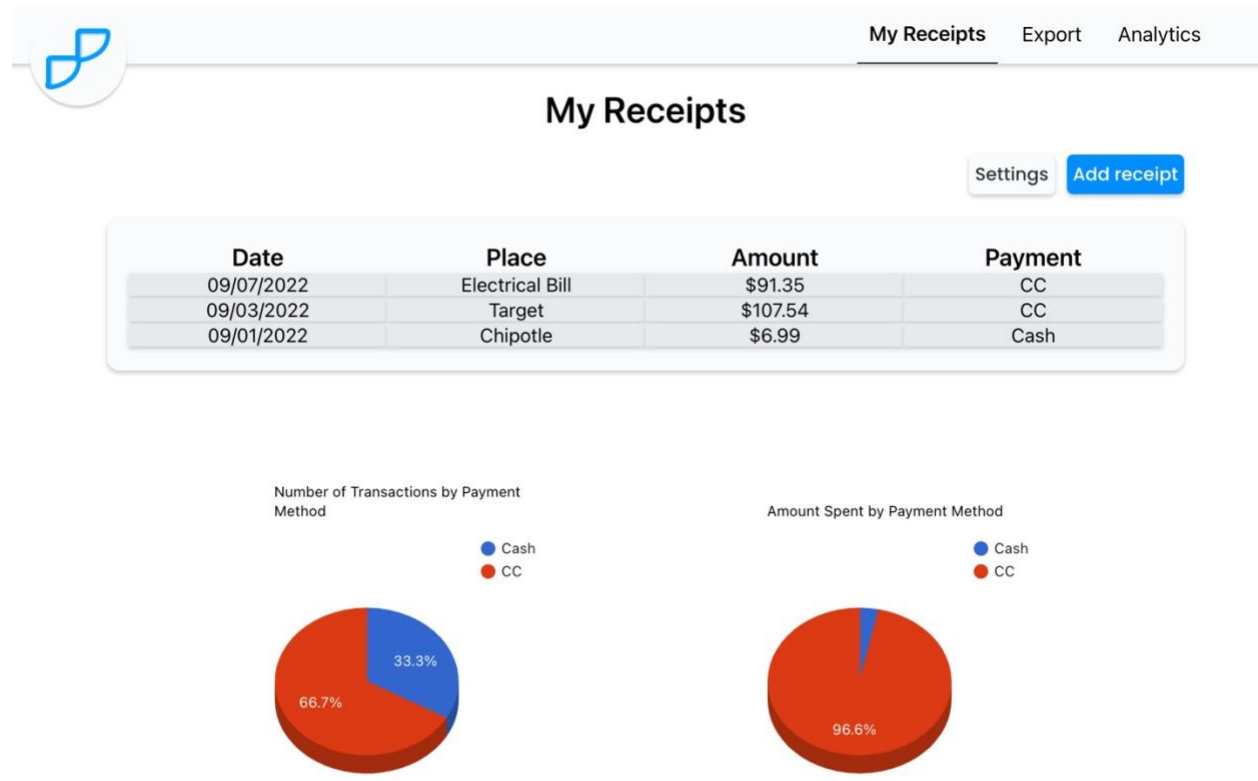 My Receipts Export Analytics
My Receipts
Settings Add receipt
Date Place Amount Payment
09/07/2022 Electrical Bill $91.35 CC
09/03/2022 Target $107.54 CC
09/01/2022 Chipotle $6.99 Cash
Number of Transactions by Payment
Method
Cash
CC
33.3%
66.7%
Amount Spent by Payment Method
Cash
CC
96.6%